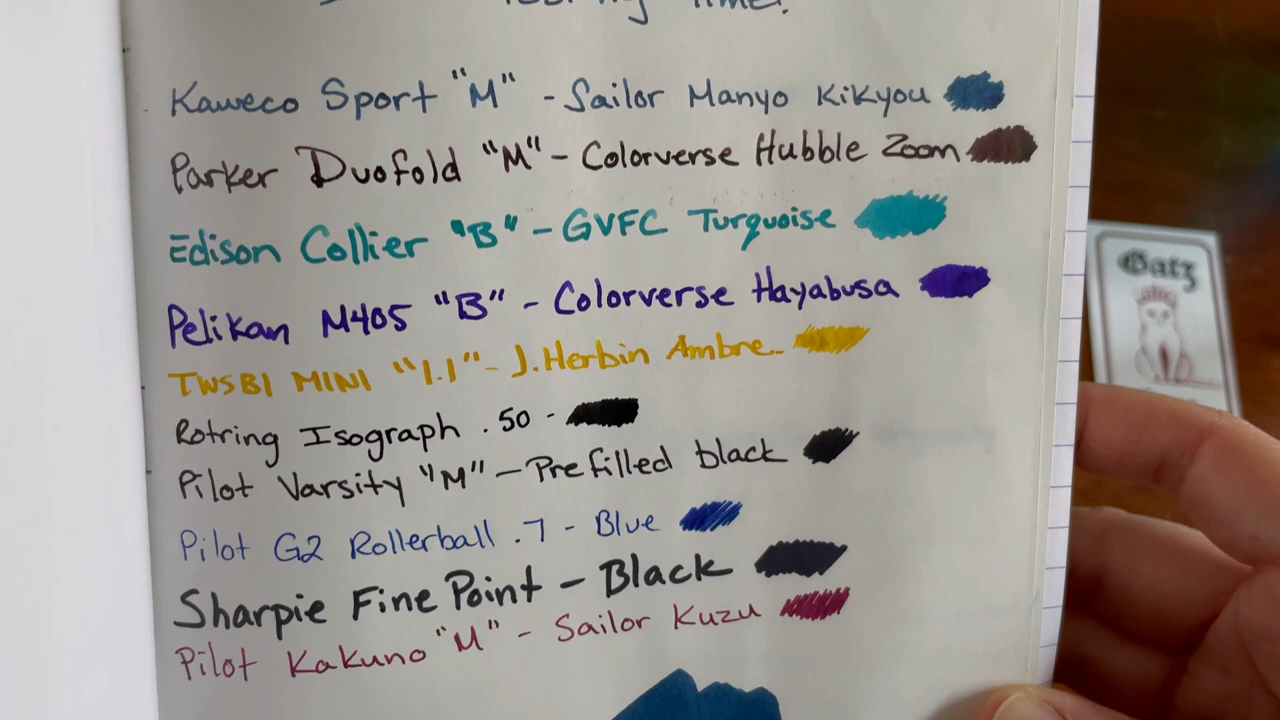 Time!
Kaweco Sport "M" - Sailor Manyo Kikyou
Parker Duofold "M" - Colorverse Hubble Zoom
Edison Collier "B" - GVFC Turquoise
Pelikan M405 "B" - Colorverse Hayabusa
TWSBI MINI "1.1" - J. Herbin Ambre
Rotring Isograph .50 -
Pilot Varsity "M" - Prefilled black
Pilot G2 Rollerball .7 - Blue
Sharpie Fine Point - Black
Pilot Kakuno "M" - Sailor Kuzu
Gatz